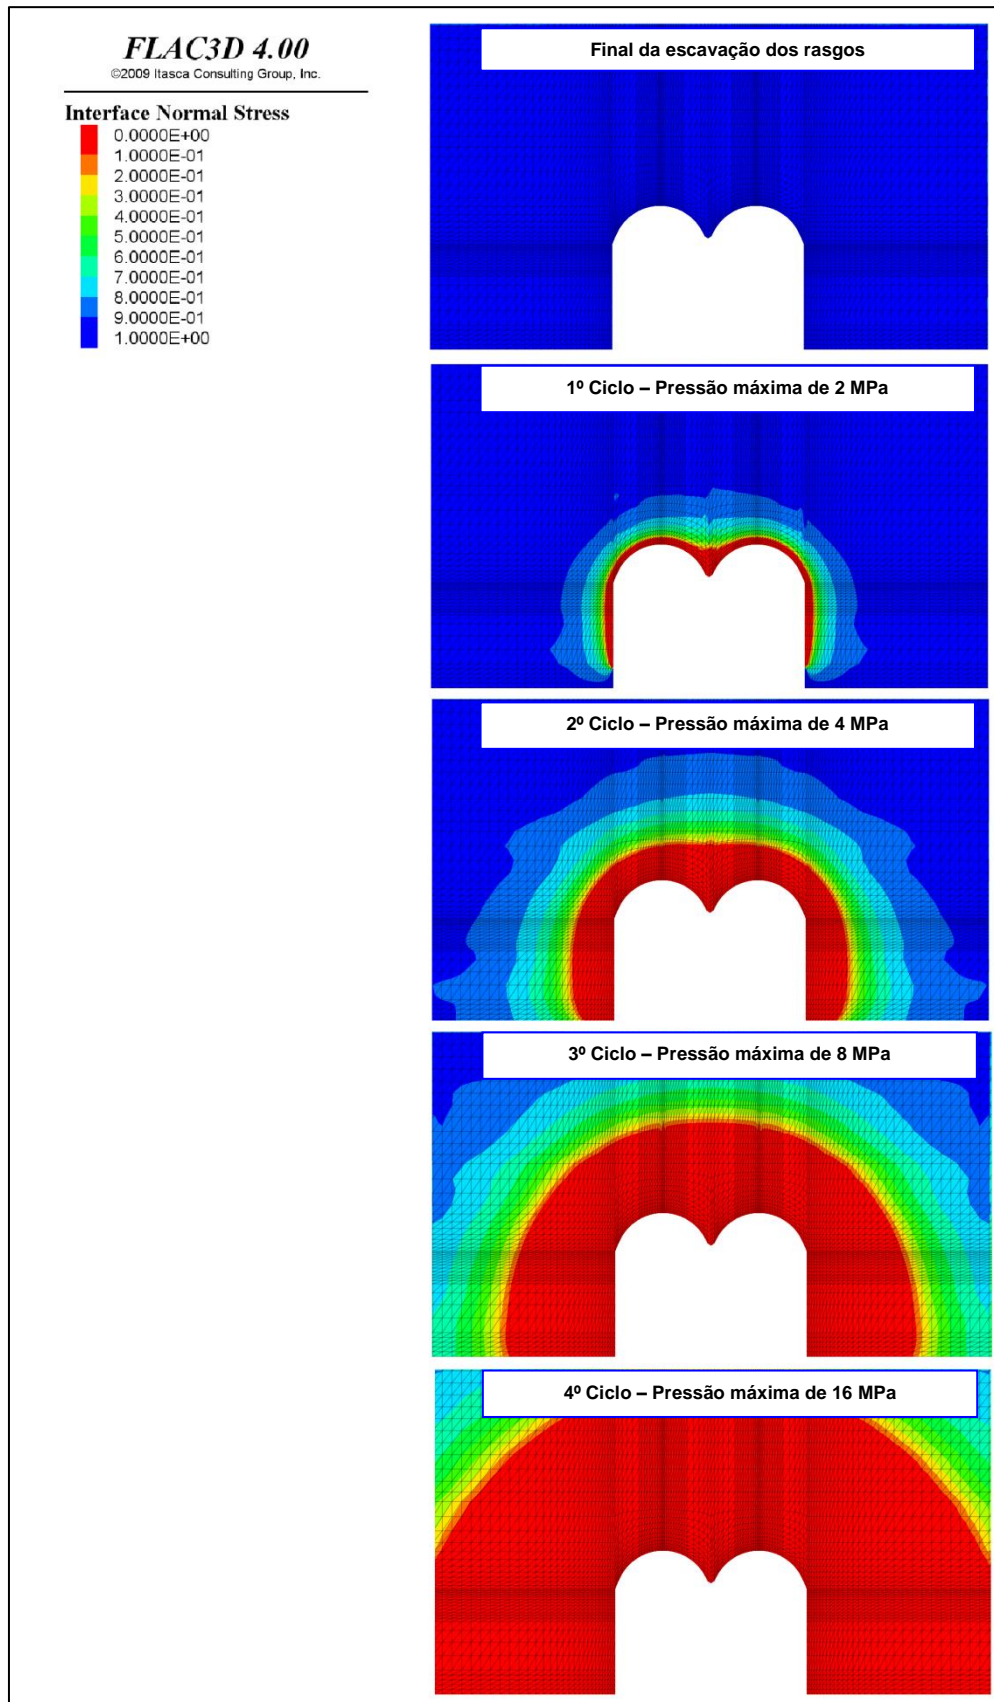 FLAC3D 4.00
©2009 Itasca Consulting Group, Inc.
Interface Normal Stress
0.0000E+00
1.0000E-01
2.0000E-01
3.0000E-01
4.0000E-01
5.0000E-01
6.0000E-01
7.0000E-01
8.0000E-01
9.0000E-01
1.0000E+00
Final da escavação dos rasgos
1º Ciclo – Pressão máxima de 2 MPa
2º Ciclo – Pressão máxima de 4 MPa
3º Ciclo – Pressão máxima de 8 MPa
4º Ciclo – Pressão máxima de 16 MPa